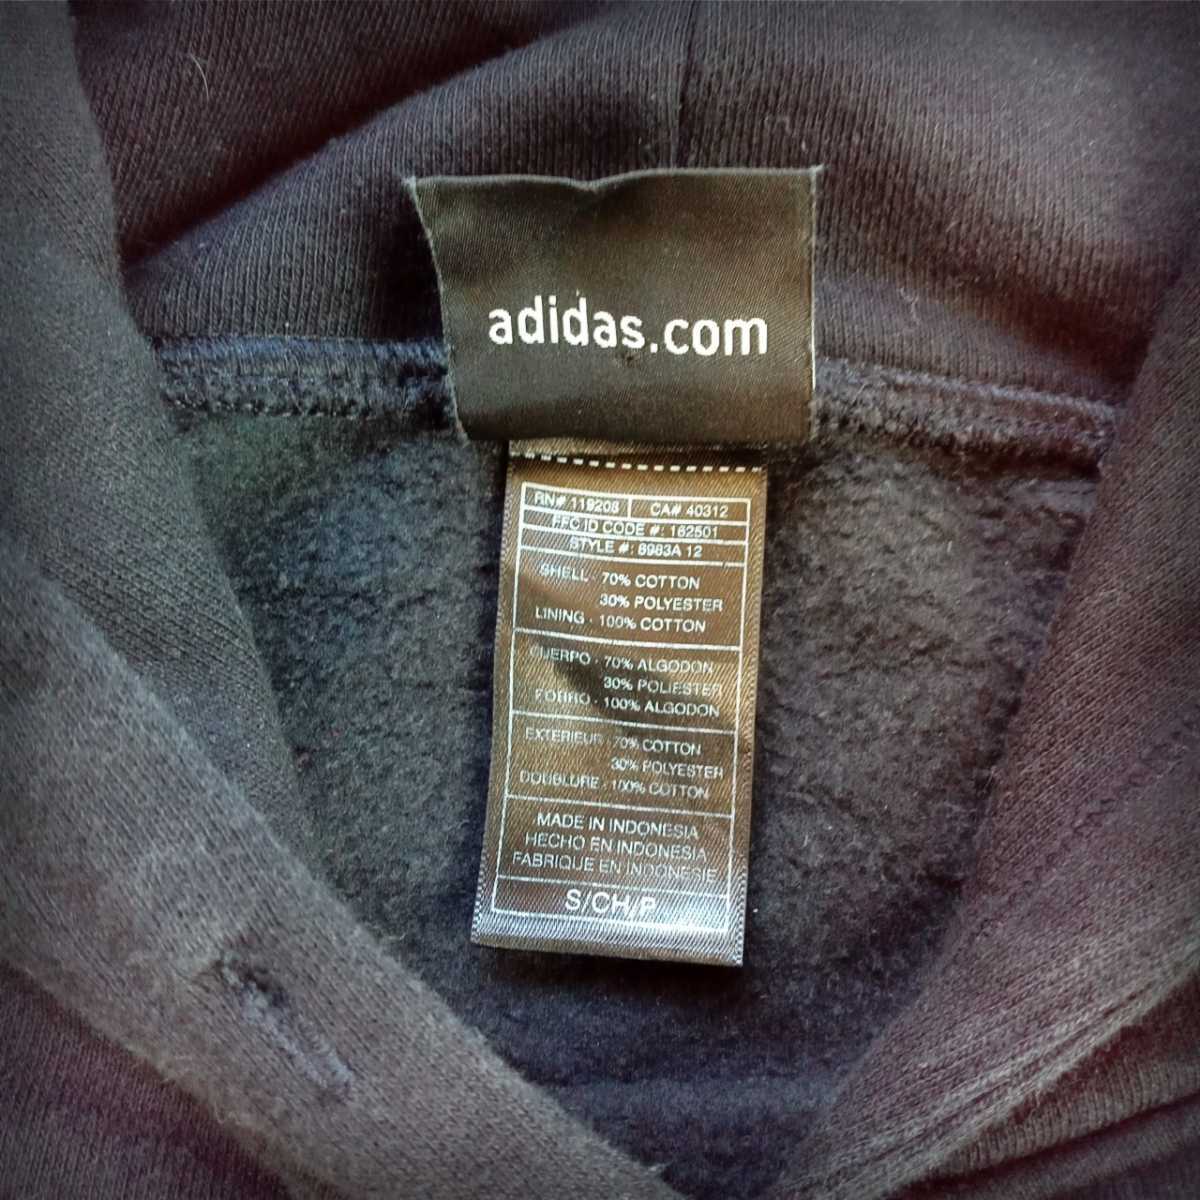 adidas.com
RN# 119208 CA# 40312
FFC ID CODE #: 162501
STYLE #: 8983A 12
SHELL - 70% COTTON
30% POLYESTER
LINING - 100% COTTON
CUERPO - 70% ALGODON
30% POLIESTER
FORRO - 100% ALGODON
EXTERIEUR - 70% COTTON
30% POLYESTER
DOUBLURE - 100% COTTON
MADE IN INDONESIA
HECHO EN INDONESIA
FABRIQUE EN INDONESIE
S/CH/P